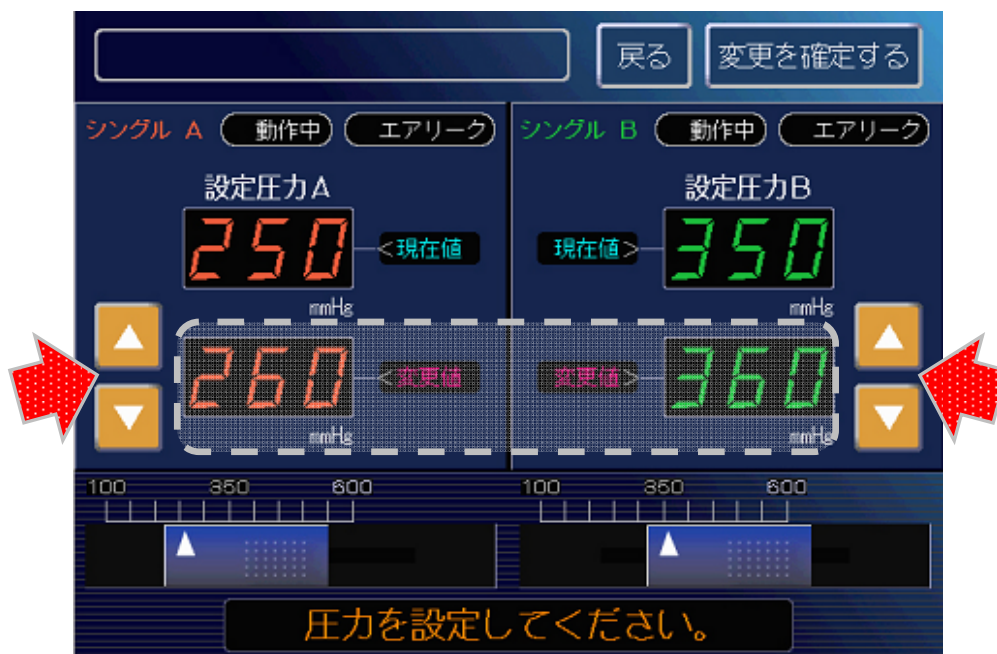 戻る 変更を確定する
シングル A 動作中 エアリーク シングル B 動作中 エアリーク
設定圧力A 設定圧力B
250 <現在値 現在値> 350
mmHg mmHg
260 <変更値 変更値> 360
mmHg mmHg
100 350 600 100 350 600
圧力を設定してください。